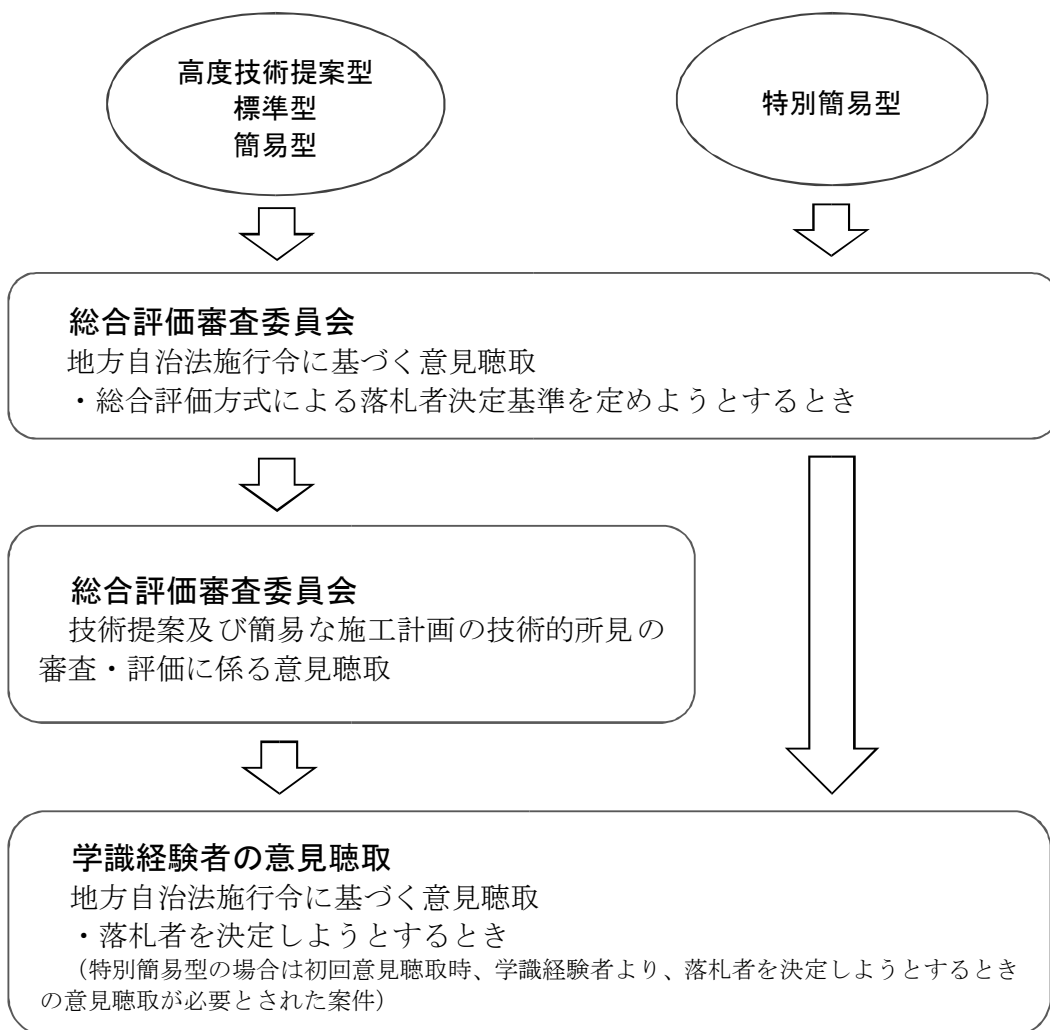 高度技術提案型
標準型
簡易型
特別簡易型
総合評価審査委員会
地方自治法施行令に基づく意見聴取
・総合評価方式による落札者決定基準を定めようとするとき
総合評価審査委員会
技術提案及び簡易な施工計画の技術的所見の
審査・評価に係る意見聴取
学識経験者の意見聴取
地方自治法施行令に基づく意見聴取
・落札者を決定しようとするとき
（特別簡易型の場合は初回意見聴取時、学識経験者より、落札者を決定しようとするとき
の意見聴取が必要とされた案件）